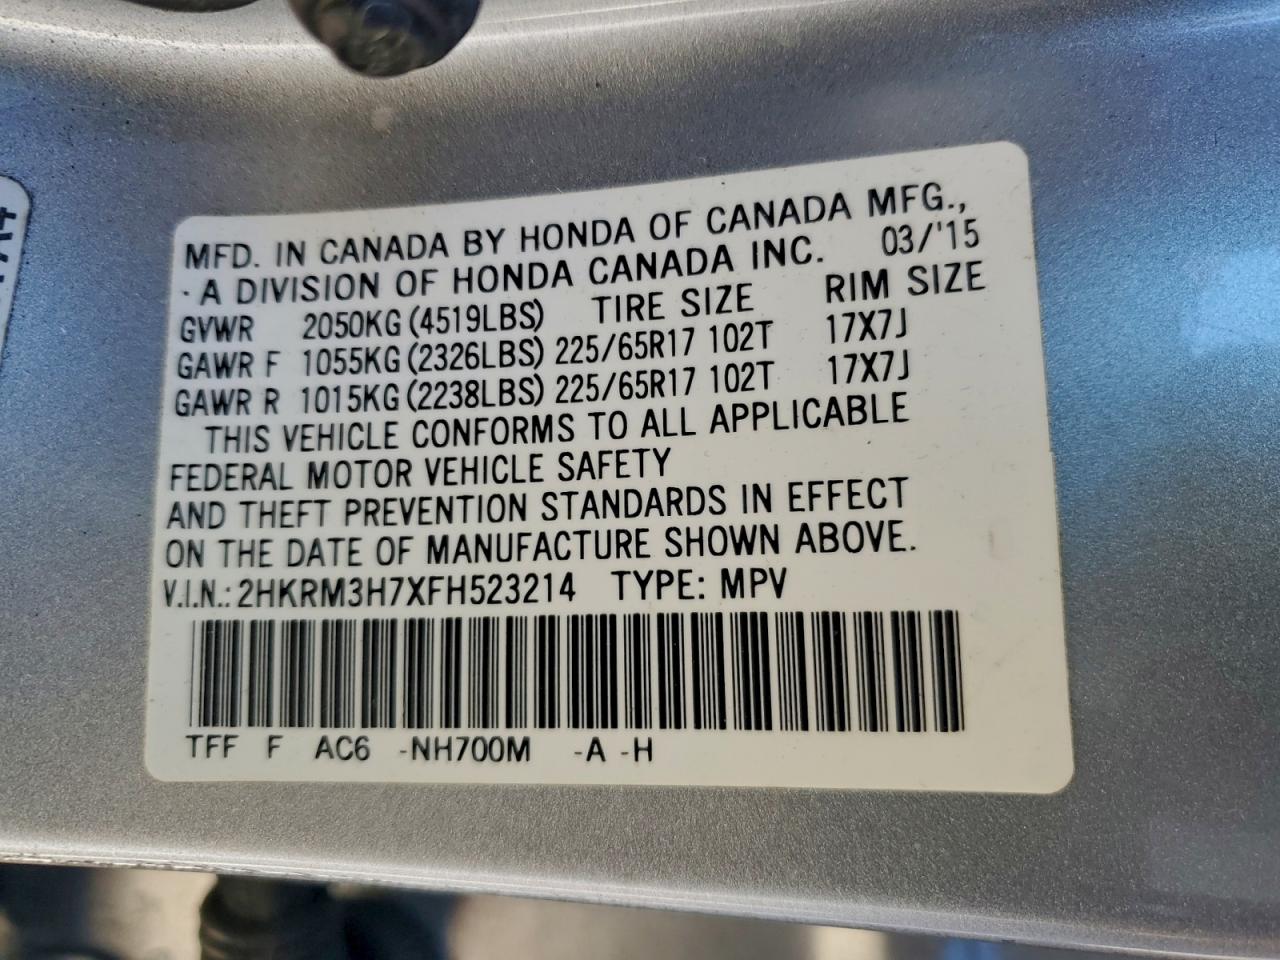 MFD. IN CANADA BY HONDA OF CANADA MFG.,
A DIVISION OF HONDA CANADA INC. 03/'15
GVWR 2050KG (4519LBS) TIRE SIZE RIM SIZE
GAWR F 1055KG (2326LBS) 225/65R17 102T 17X7J
GAWR R 1015KG (2238LBS) 225/65R17 102T 17X7J
THIS VEHICLE CONFORMS TO ALL APPLICABLE
FEDERAL MOTOR VEHICLE SAFETY
AND THEFT PREVENTION STANDARDS IN EFFECT
ON THE DATE OF MANUFACTURE SHOWN ABOVE.
V.I.N.: 2HKRM3H7XFH523214 TYPE: MPV
TFF F AC6 -NH700M -A -H